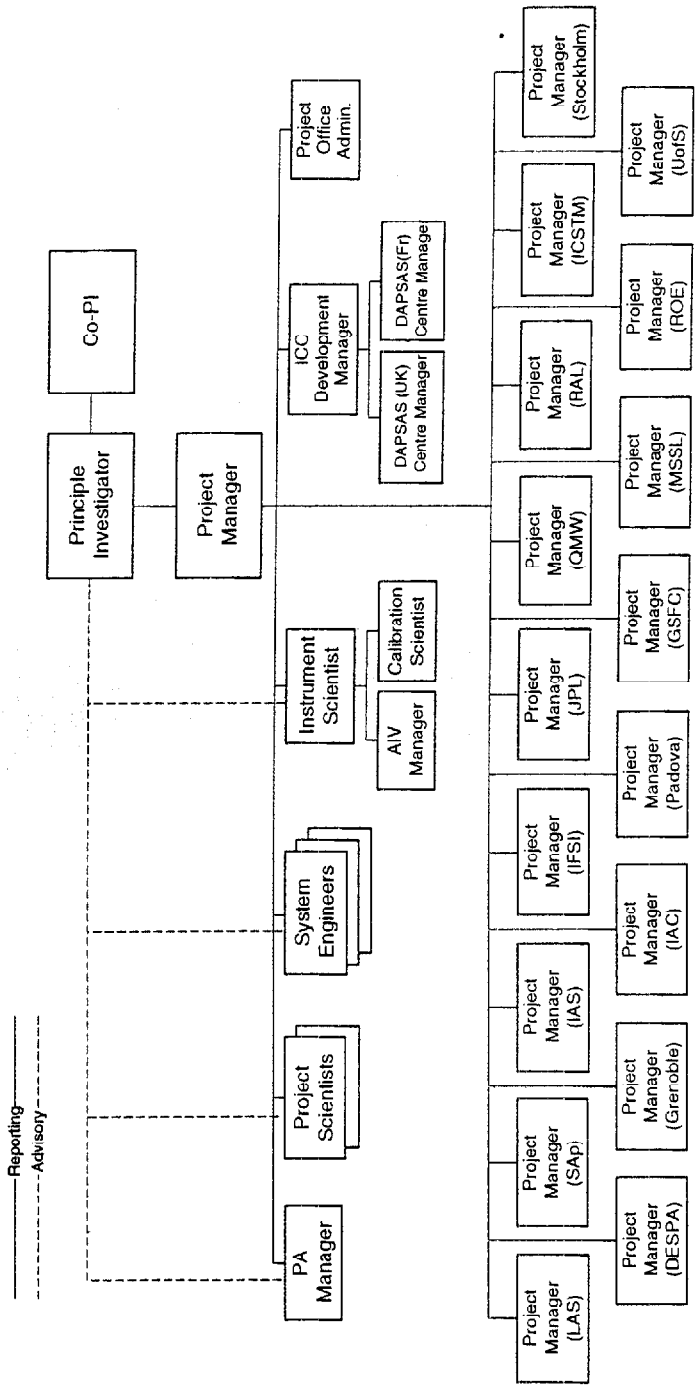 Reporting
Advisory
Principle
Investigator
Co-PI
Project
Manager
PA
Manager
Project
Scientists
System
Engineers
Instrument
Scientist
AIV
Manager
Calibration
Scientist
ICC
Development
Manager
DAPSAS (UK)
Centre Manager
DAPSAS(Fr)
Centre Manage
Project
Office
Admin.
Project
Manager
(LAS)
Project
Manager
(SAp)
Project
Manager
(IAS)
Project
Manager
(IFSI)
Project
Manager
(JPL)
Project
Manager
(QMW)
Project
Manager
(RAL)
Project
Manager
(ICSTM)
Project
Manager
(Stockholm)
Project
Manager
(DESPA)
Project
Manager
(Grenoble)
Project
Manager
(IAC)
Project
Manager
(Padova)
Project
Manager
(GSFC)
Project
Manager
(MSSL)
Project
Manager
(ROE)
Project
Manager
(UofS)